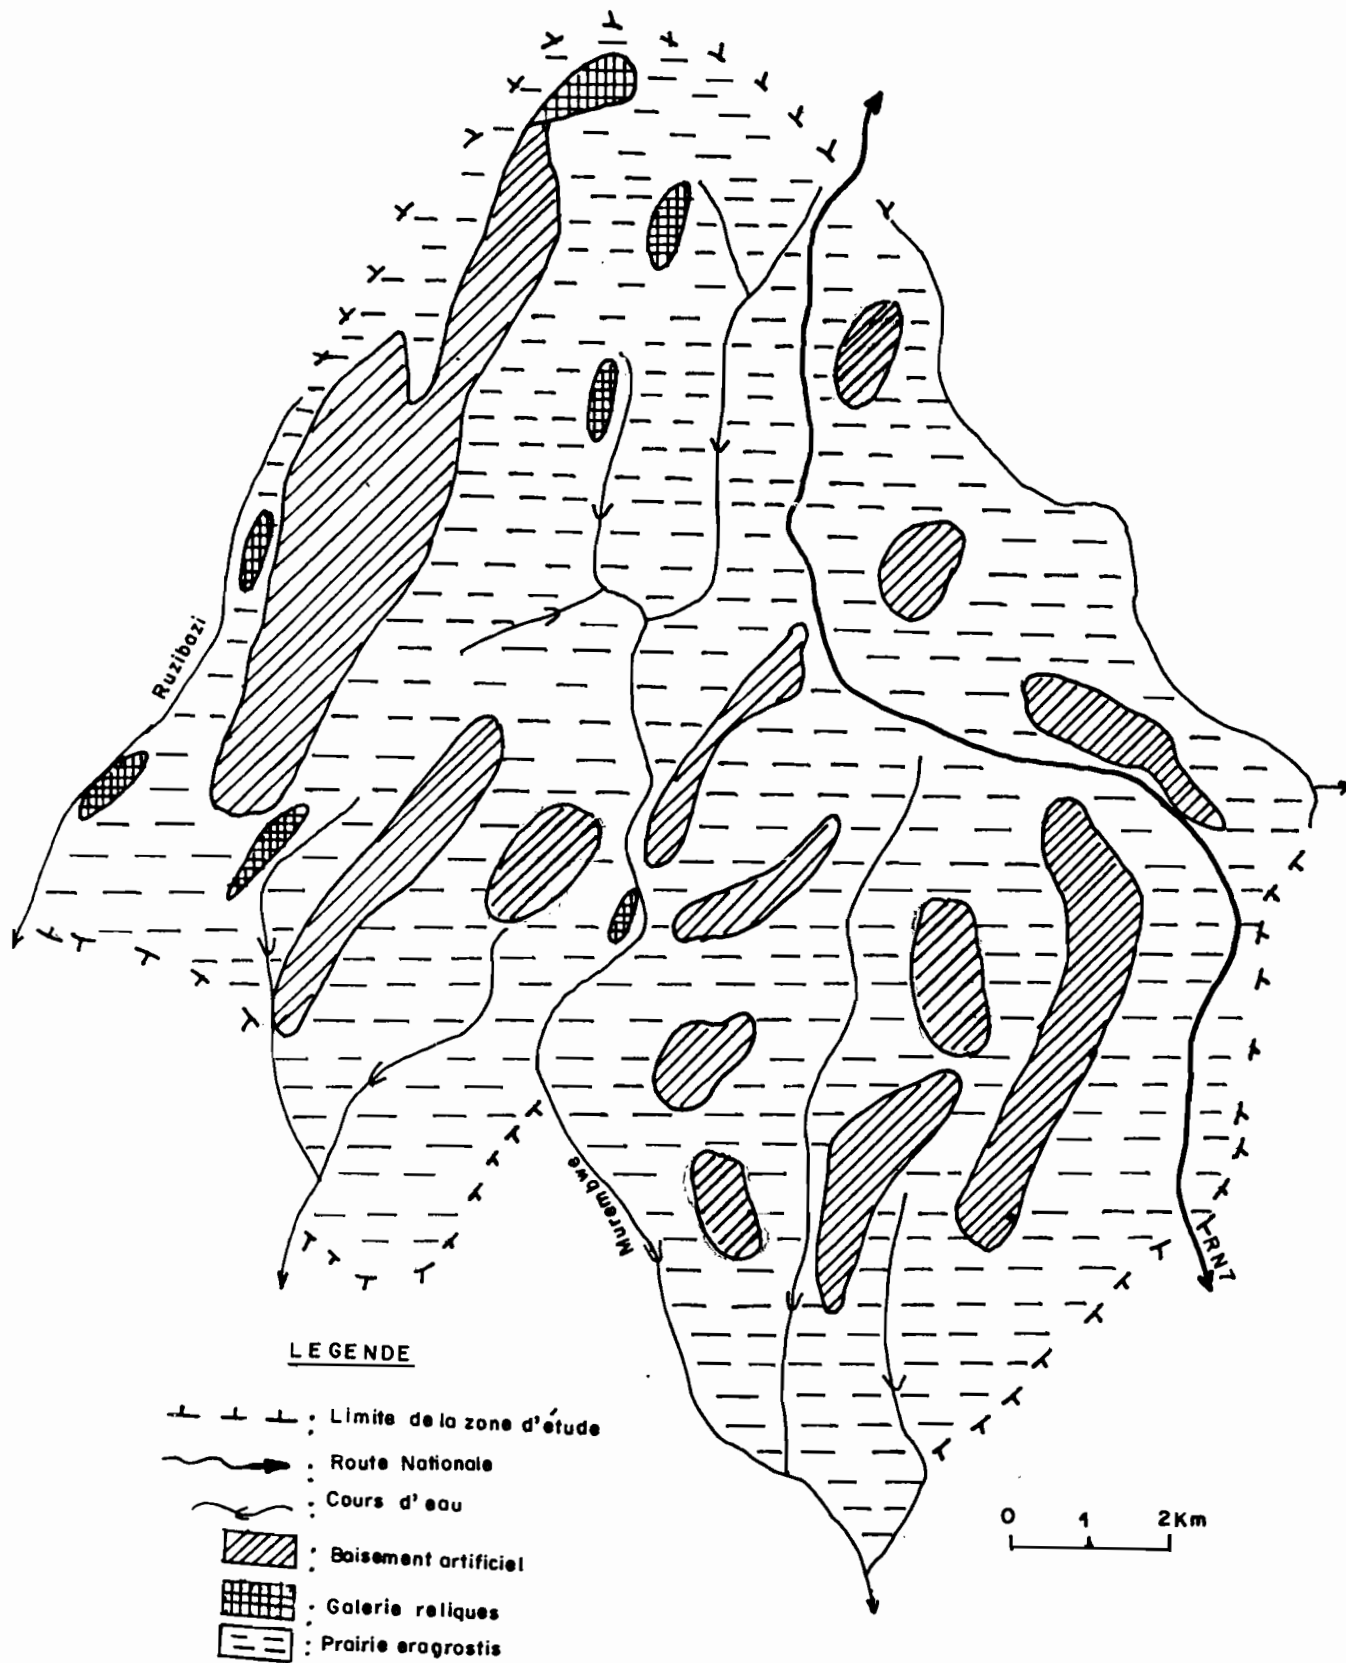 Ruzibazi
Murembwe
RN7
LEGENDE
: Limite de la zone d'étude
: Route Nationale
: Cours d'eau
: Boisement artificiel
: Galerie reliques
: Prairie eragrostis
0 1 2Km